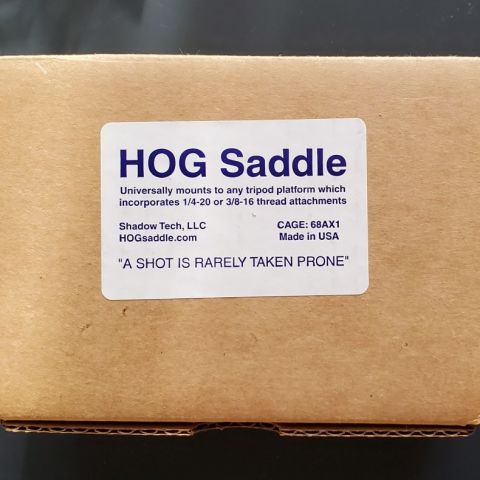 HOG Saddle
Universally mounts to any tripod platform which
incorporates 1/4-20 or 3/8-16 thread attachments
Shadow Tech, LLC CAGE: 68AX1
HOGsaddle.com Made in USA
"A SHOT IS RARELY TAKEN PRONE"